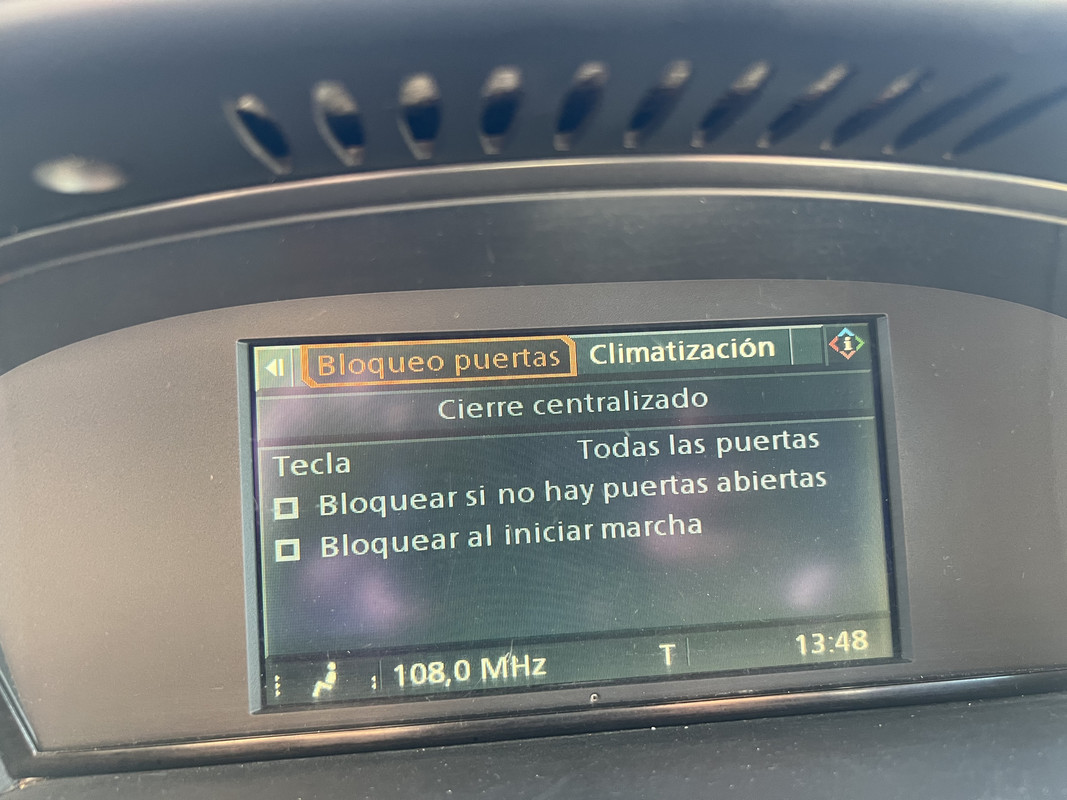 Bloqueo puertas Climatización i
Cierre centralizado
Tecla Todas las puertas
Bloquear si no hay puertas abiertas
Bloquear al iniciar marcha
108,0 MHz T 13:48